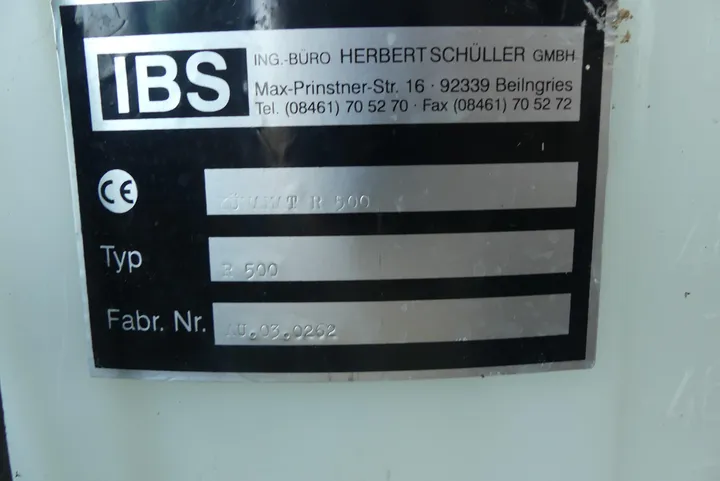 IBS
ING.-BÜRO HERBERT SCHÜLLER GMBH
Max-Prinstner-Str. 16 · 92339 Beilngries
Tel. (08461) 70 52 70 · Fax (08461) 70 52 72
CE
R 500
Typ
R 500
Fabr. Nr.
AU.03.0262